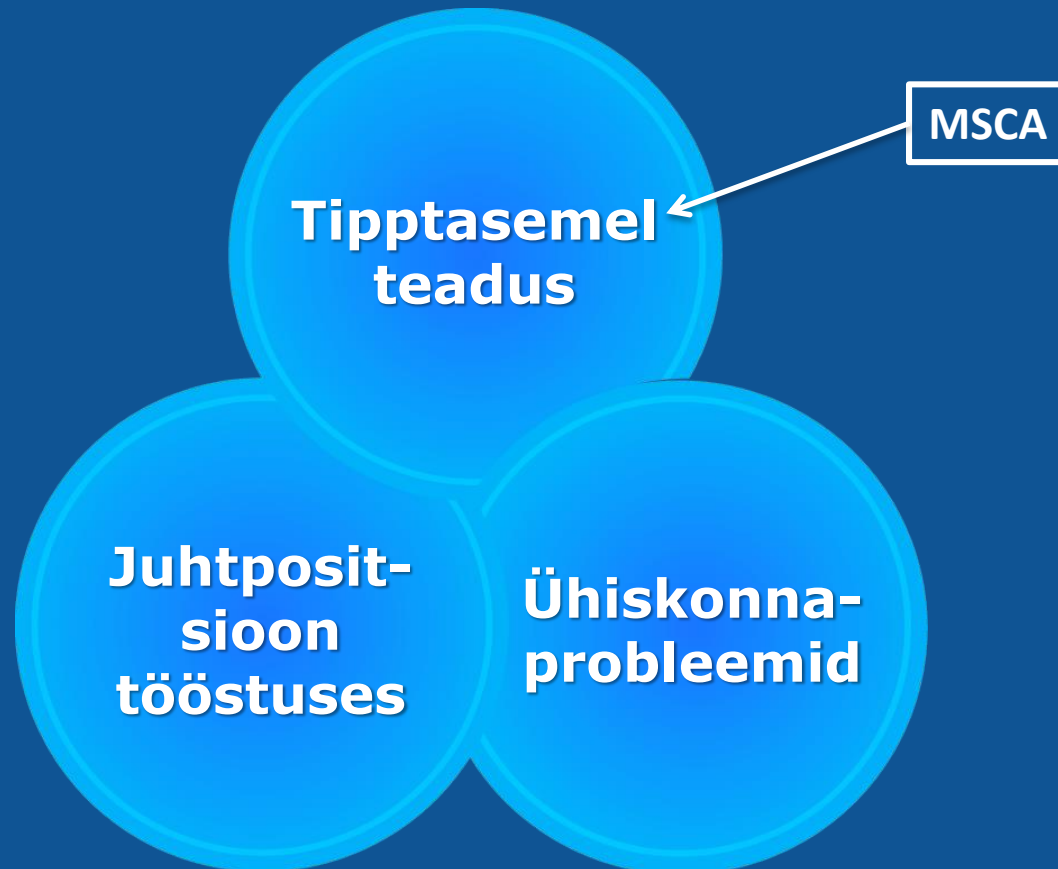 MSCA
Tipptasemel
teadus
Juhtposit-
sioon
tööstuses
Ühiskonna-
probleemid